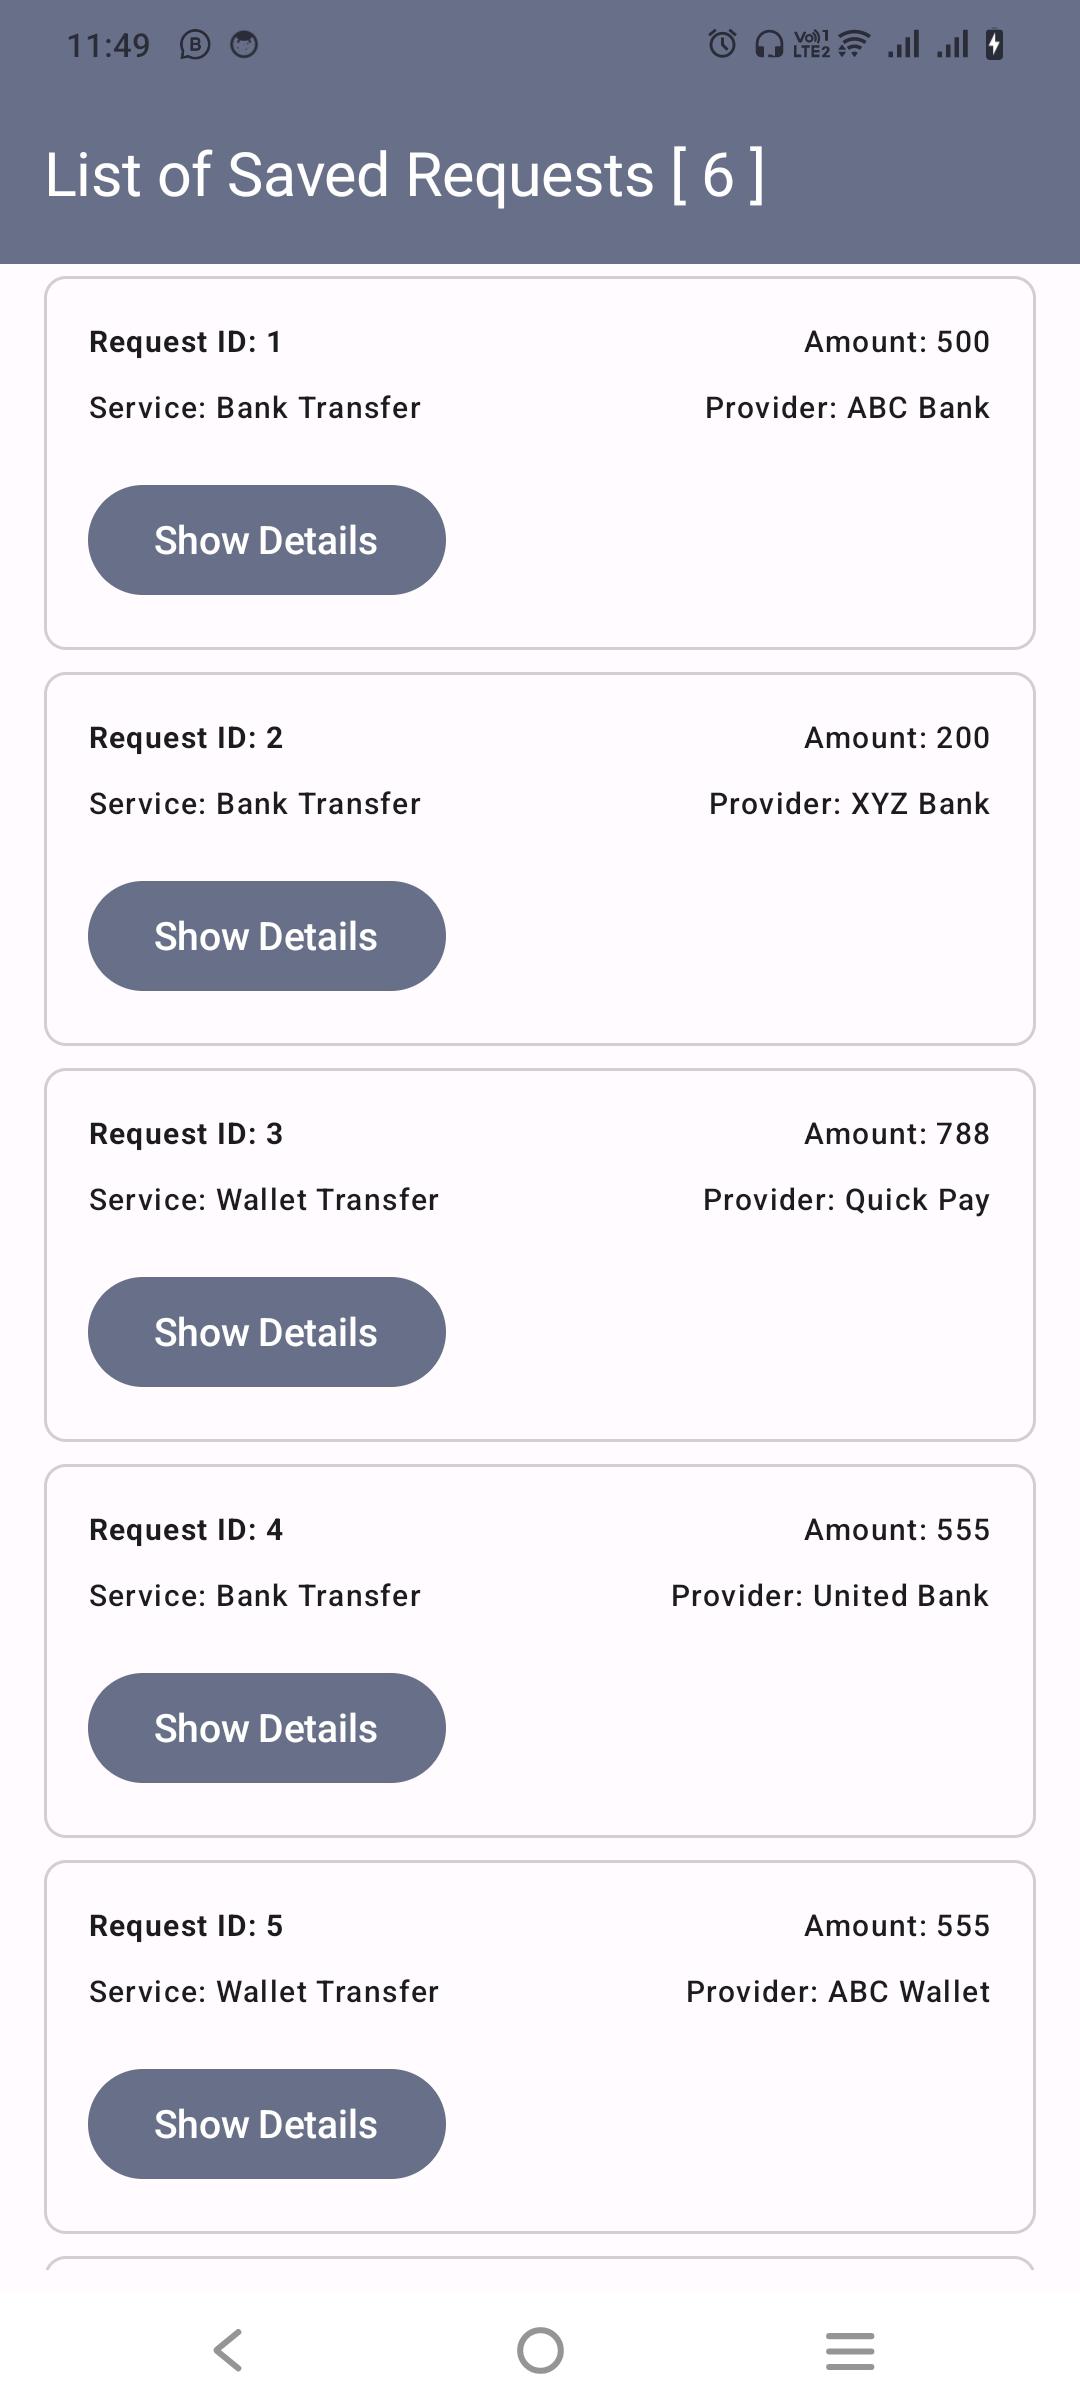 11:49
Vo)) 1
LTE2
List of Saved Requests [ 6 ]
Request ID: 1
Amount: 500
Service: Bank Transfer
Provider: ABC Bank
Show Details
Request ID: 2
Amount: 200
Service: Bank Transfer
Provider: XYZ Bank
Show Details
Request ID: 3
Amount: 788
Service: Wallet Transfer
Provider: Quick Pay
Show Details
Request ID: 4
Amount: 555
Service: Bank Transfer
Provider: United Bank
Show Details
Request ID: 5
Amount: 555
Service: Wallet Transfer
Provider: ABC Wallet
Show Details